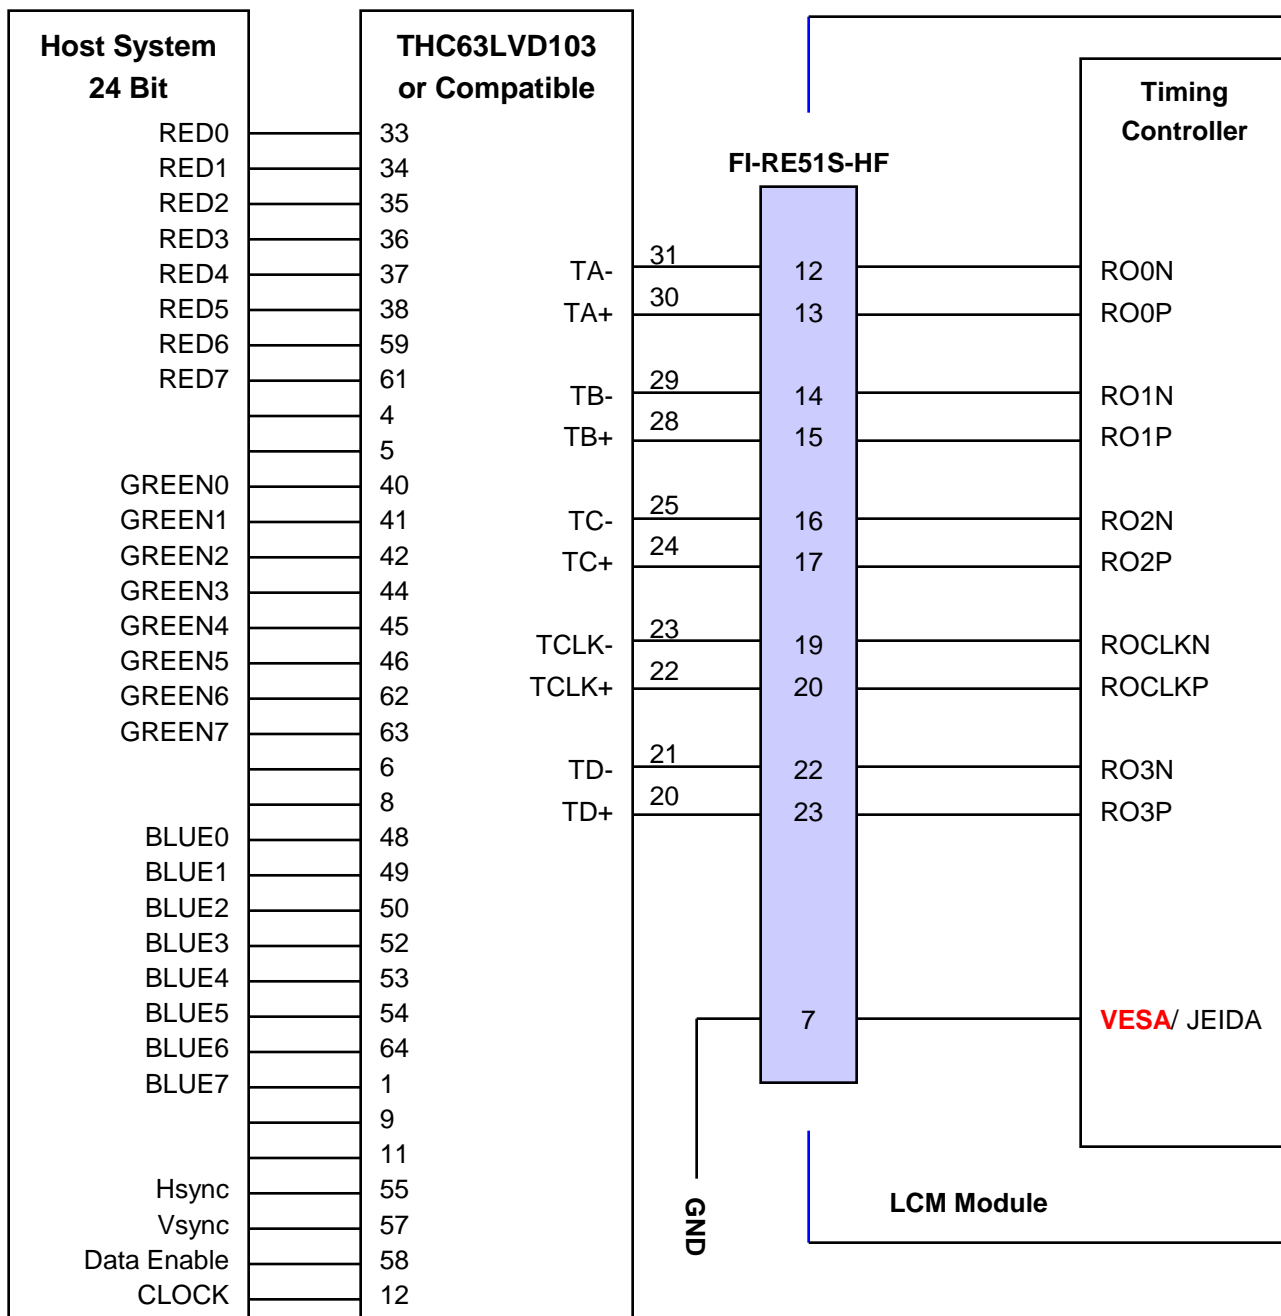 Host System
24 Bit
THC63LVD103
or Compatible
Timing
Controller
FI-RE51S-HF
RED0 33
RED1 34
RED2 35
RED3 36
RED4 37
RED5 38
RED6 59
RED7 61
4
5
GREEN0 40
GREEN1 41
GREEN2 42
GREEN3 44
GREEN4 45
GREEN5 46
GREEN6 62
GREEN7 63
6
8
BLUE0 48
BLUE1 49
BLUE2 50
BLUE3 52
BLUE4 53
BLUE5 54
BLUE6 64
BLUE7 1
9
11
Hsync 55
Vsync 57
Data Enable 58
CLOCK 12
TA- 31 12 RO0N
TA+ 30 13 RO0P
TB- 29 14 RO1N
TB+ 28 15 RO1P
TC- 25 16 RO2N
TC+ 24 17 RO2P
TCLK- 23 19 ROCLKN
TCLK+ 22 20 ROCLKP
TD- 21 22 RO3N
TD+ 20 23 RO3P
7 VESA/ JEIDA
GND
LCM Module